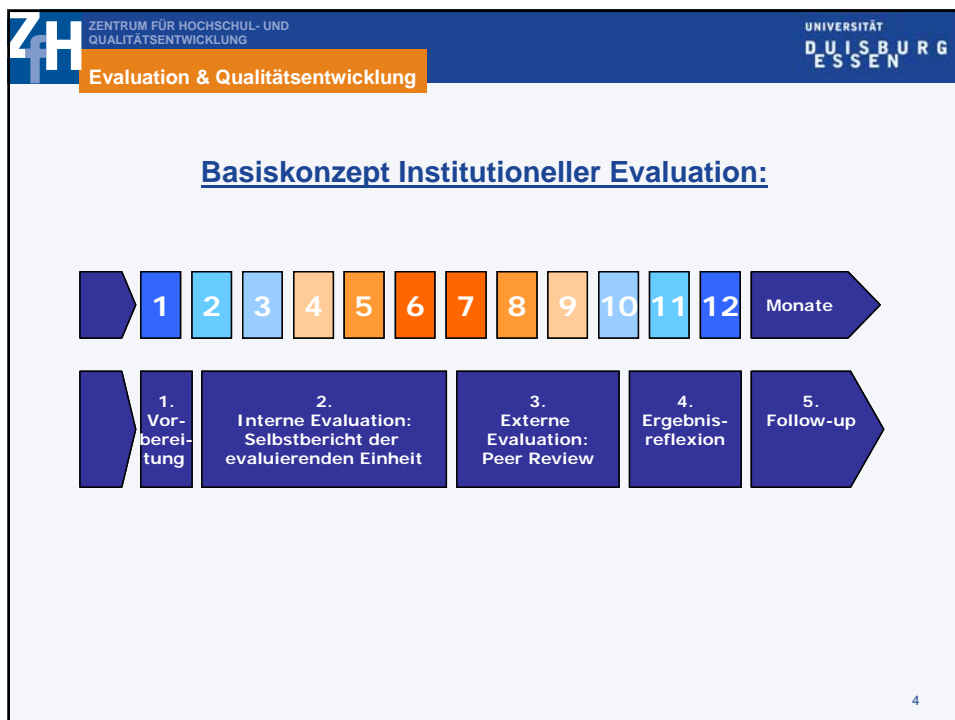 ZfH
ZENTRUM FÜR HOCHSCHUL- UND
QUALITÄTSENTWICKLUNG
UNIVERSITÄT
DUISBURG
ESSEN
Evaluation & Qualitätsentwicklung
Basiskonzept Institutioneller Evaluation:
1 2 3 4 5 6 7 8 9 10 11 12 Monate
1.
Vor-
berei-
tung
2.
Interne Evaluation:
Selbstbericht der
evaluierenden Einheit
3.
Externe
Evaluation:
Peer Review
4.
Ergebnis-
reflexion
5.
Follow-up
4